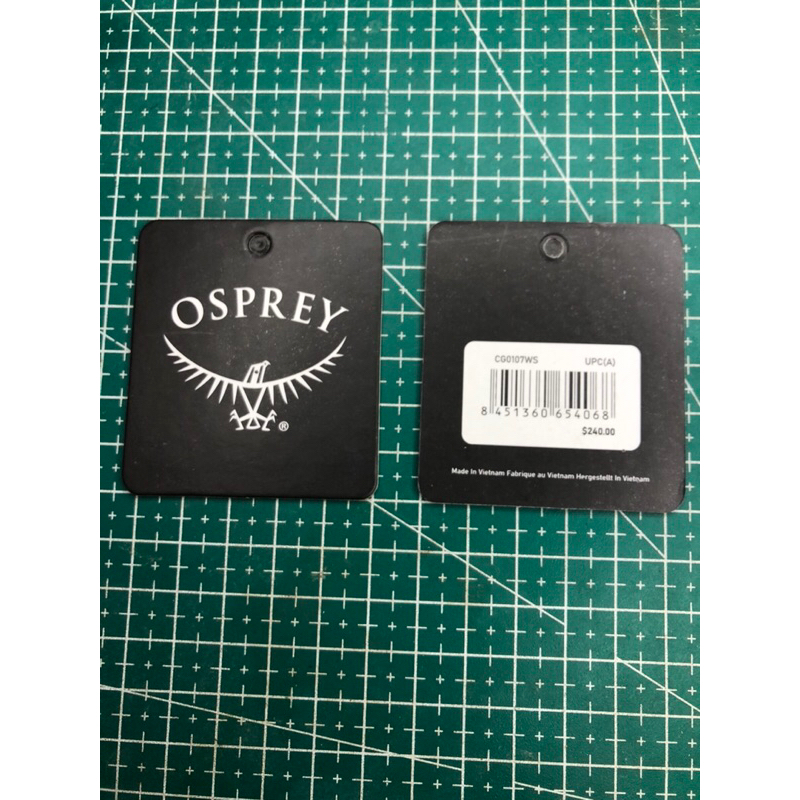 OSPREY
®
CG0107WS UPC(A)
8 451360 654068
$240.00
Made In Vietnam Fabrique au Vietnam Hergestellt In Vietnam